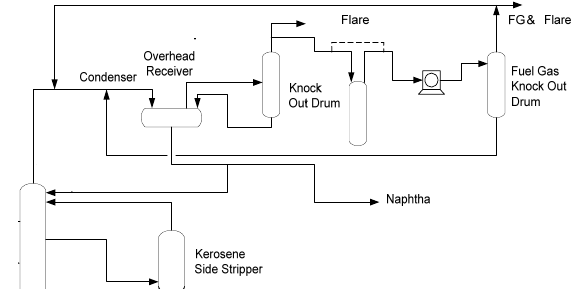 Flare
FG & Flare
Overhead
Receiver
Condenser
Knock
Out Drum
Fuel Gas
Knock Out
Drum
Naphtha
Kerosene
Side Stripper